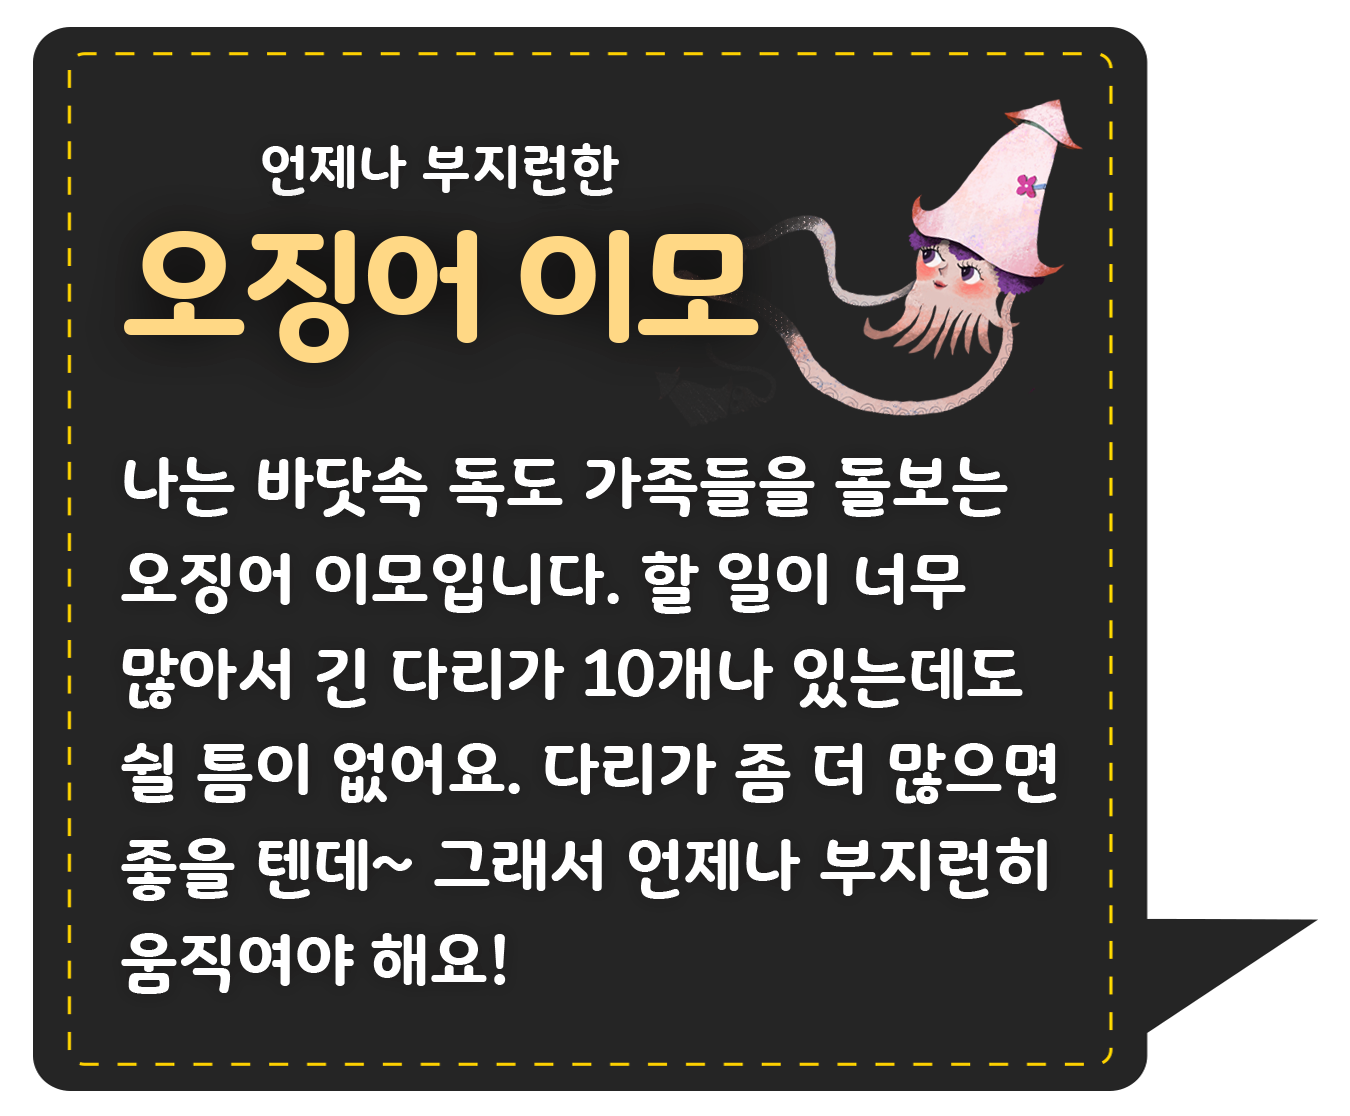 언제나 부지런한
오징어 이모
나는 바닷속 독도 가족들을 돌보는
오징어 이모입니다. 할 일이 너무
많아서 긴 다리가 10개나 있는데도
쉴 틈이 없어요. 다리가 좀 더 많으면
좋을 텐데~ 그래서 언제나 부지런히
움직여야 해요!